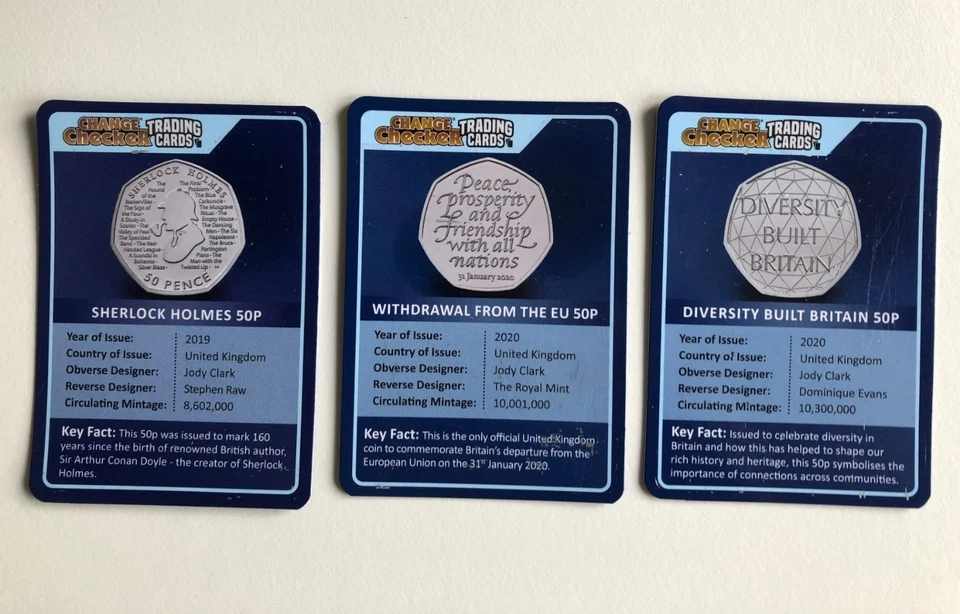 CHANGE Checker TRADING CARDS
SHERLOCK HOLMES
The Hound of the Baskervilles - The Sign of the Four - A Study in Scarlet - The Valley of Fear - The Speckled Band - The Red-Headed League - A Scandal in Bohemia - Silver Blaze -
The Final Problem - The Blue Carbuncle - The Musgrave Ritual - The Empty House - The Dancing Men - The Six Napoleons - The Bruce-Partington Plans - The Man with the Twisted Lip -
50 PENCE
SHERLOCK HOLMES 50P
Year of Issue: 2019
Country of Issue: United Kingdom
Obverse Designer: Jody Clark
Reverse Designer: Stephen Raw
Circulating Mintage: 8,602,000
Key Fact: This 50p was issued to mark 160
years since the birth of renowned British author,
Sir Arthur Conan Doyle - the creator of Sherlock
Holmes.
CHANGE Checker TRADING CARDS
Peace,
prosperity
and
friendship
with all
nations
31 January 2020
WITHDRAWAL FROM THE EU 50P
Year of Issue: 2020
Country of Issue: United Kingdom
Obverse Designer: Jody Clark
Reverse Designer: The Royal Mint
Circulating Mintage: 10,001,000
Key Fact: This is the only official United Kingdom
coin to commemorate Britain's departure from the
European Union on the 31st January 2020.
CHANGE Checker TRADING CARDS
DIVERSITY
BUILT
BRITAIN
DIVERSITY BUILT BRITAIN 50P
Year of Issue: 2020
Country of Issue: United Kingdom
Obverse Designer: Jody Clark
Reverse Designer: Dominique Evans
Circulating Mintage: 10,300,000
Key Fact: Issued to celebrate diversity in
Britain and how this has helped to shape our
rich history and heritage, this 50p symbolises the
importance of connections across communities.